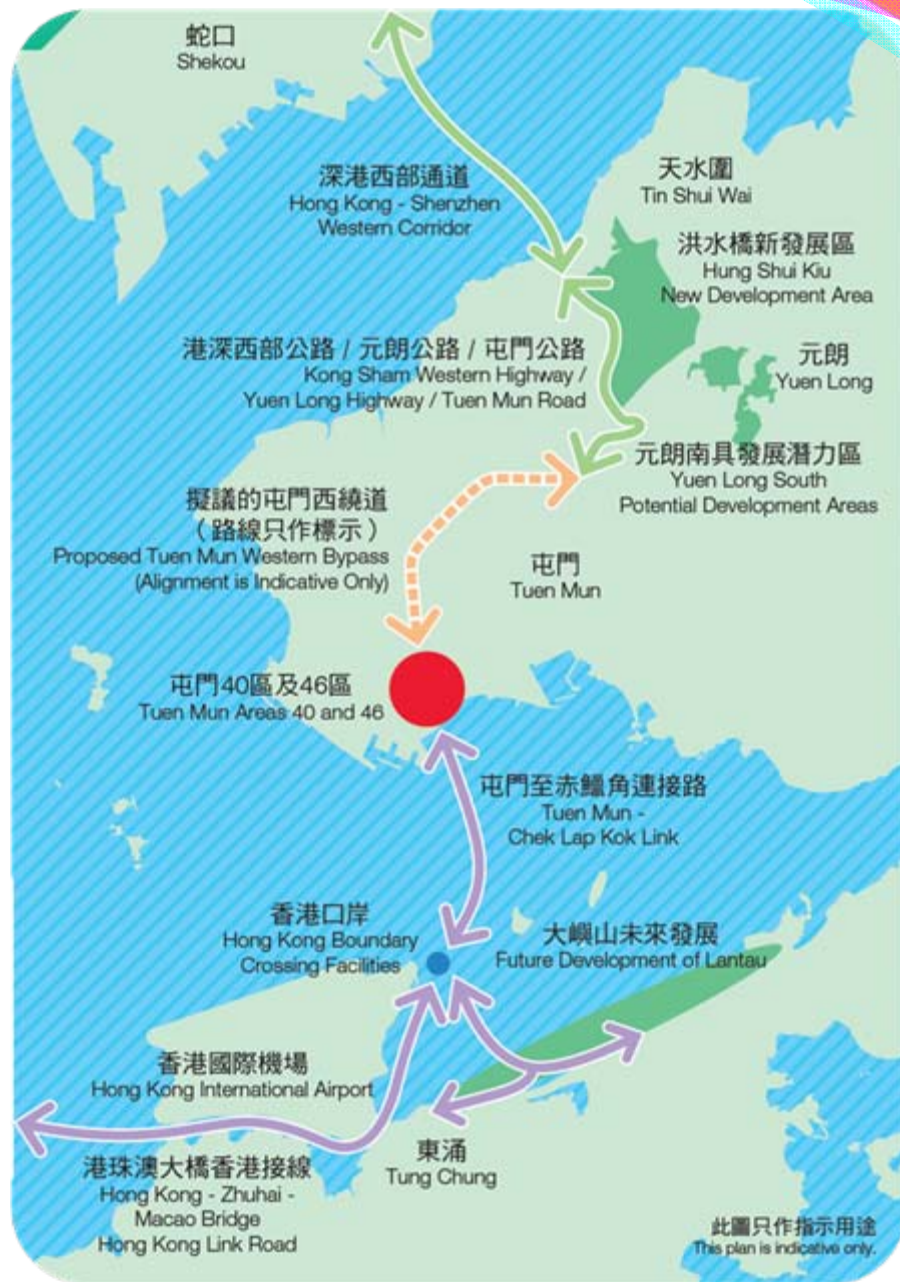 蛇口
Shekou
深港西部通道
Hong Kong - Shenzhen
Western Corridor
天水圍
Tin Shui Wai
洪水橋新發展區
Hung Shui Kiu
New Development Area
港深西部公路 / 元朗公路 / 屯門公路
Kong Sham Western Highway /
Yuen Long Highway / Tuen Mun Road
元朗
Yuen Long
元朗南具發展潛力區
Yuen Long South
Potential Development Areas
擬議的屯門西繞道
（路線只作標示）
Proposed Tuen Mun Western Bypass
(Alignment is Indicative Only)
屯門
Tuen Mun
屯門40區及46區
Tuen Mun Areas 40 and 46
屯門至赤鱲角連接路
Tuen Mun -
Chek Lap Kok Link
香港口岸
Hong Kong Boundary
Crossing Facilities
大嶼山未來發展
Future Development of Lantau
香港國際機場
Hong Kong International Airport
東涌
Tung Chung
港珠澳大橋香港接線
Hong Kong - Zhuhai -
Macao Bridge
Hong Kong Link Road
此圖只作指示用途
This plan is indicative only.